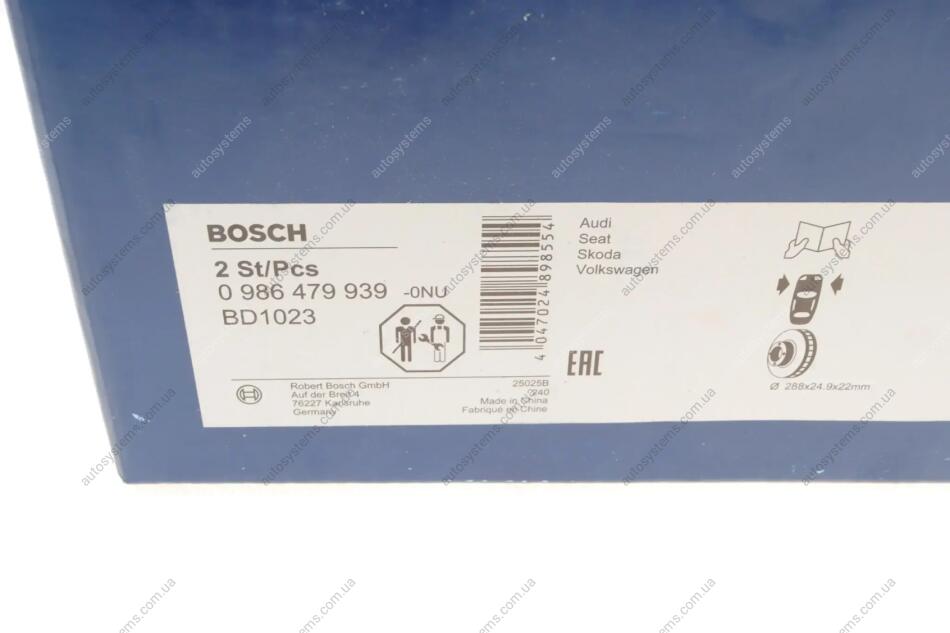 BOSCH
2 St/Pcs
0 986 479 939 -0NU
BD1023
Robert Bosch GmbH
Auf der Breit 4
76227 Karlsruhe
Germany
25025B
240
Made in China
Fabriqué en Chine
4 047024 898554
EAC
Audi
Seat
Skoda
Volkswagen
Ø 288x24.9x22mm
autosystems.com.ua